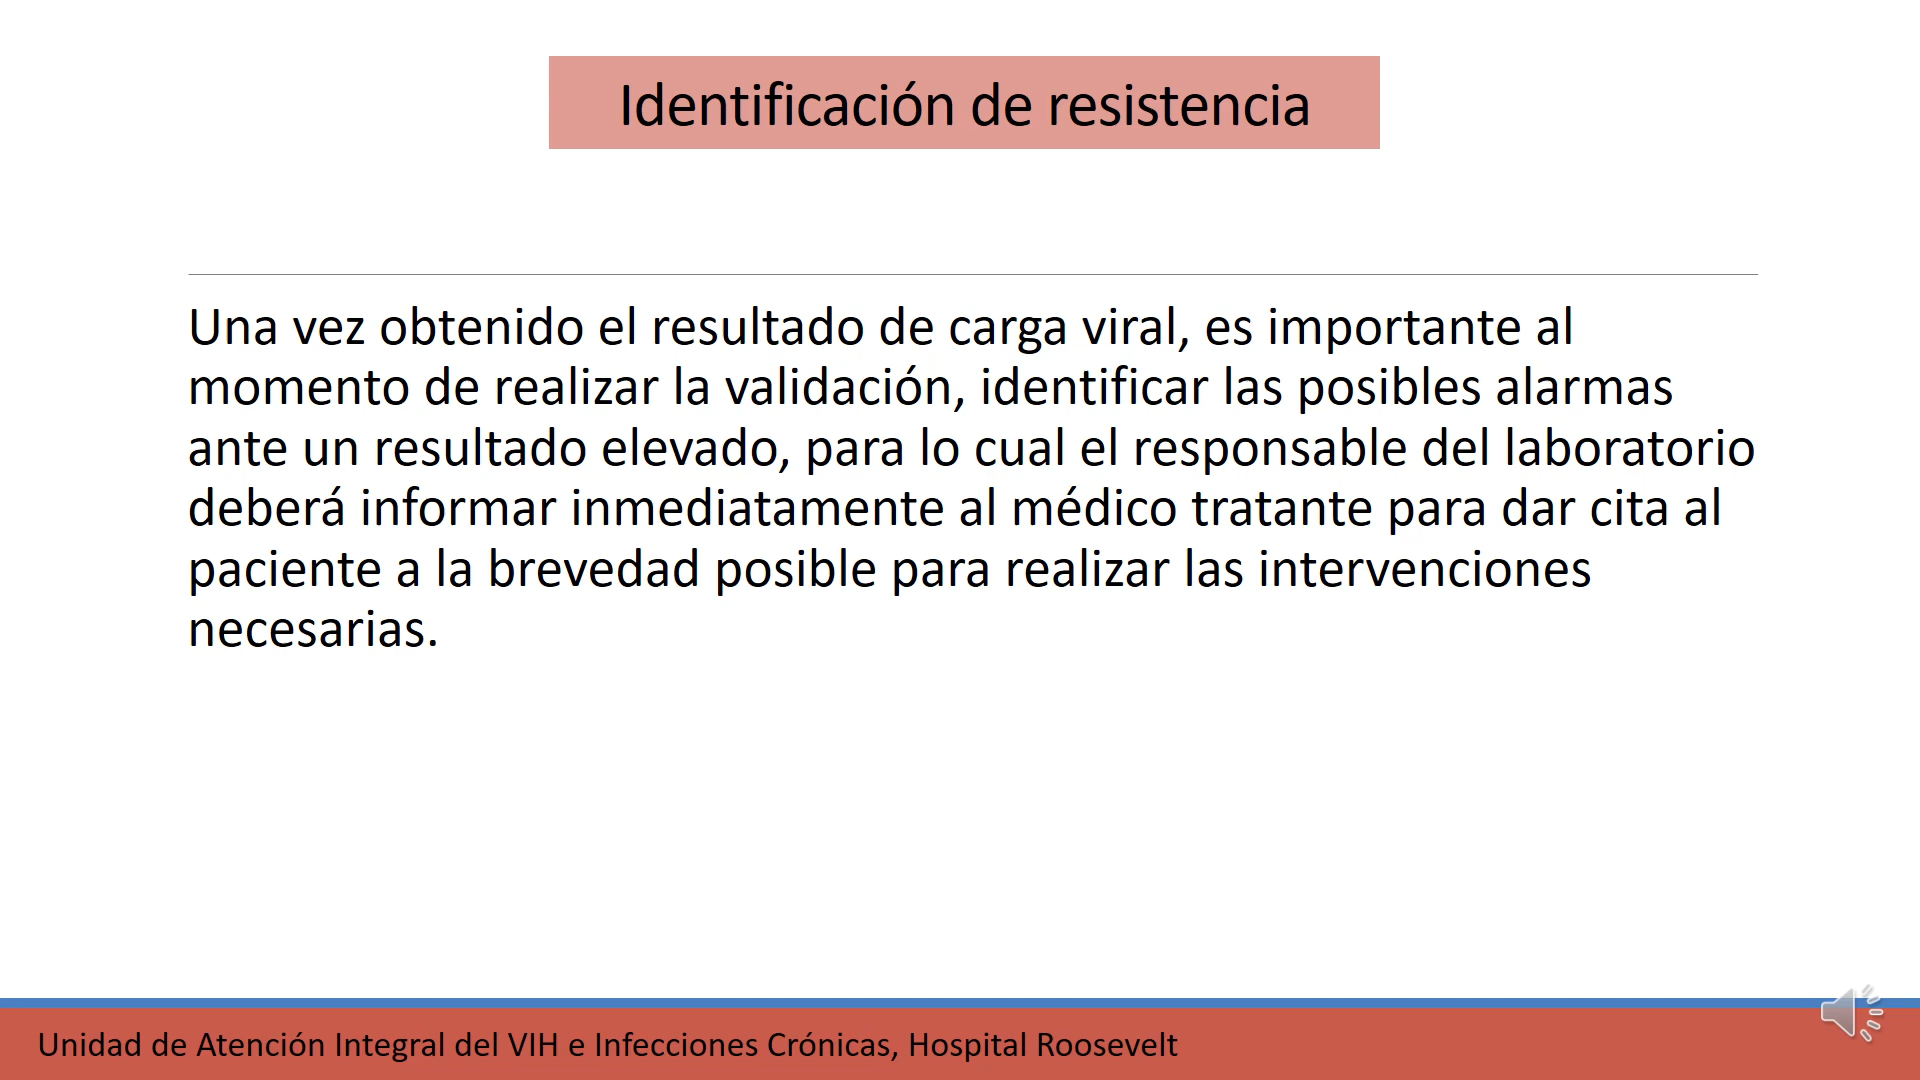 Identificación de resistencia
Una vez obtenido el resultado de carga viral, es importante al
momento de realizar la validación, identificar las posibles alarmas
ante un resultado elevado, para lo cual el responsable del laboratorio
deberá informar inmediatamente al médico tratante para dar cita al
paciente a la brevedad posible para realizar las intervenciones
necesarias.
Unidad de Atención Integral del VIH e Infecciones Crónicas, Hospital Roosevelt